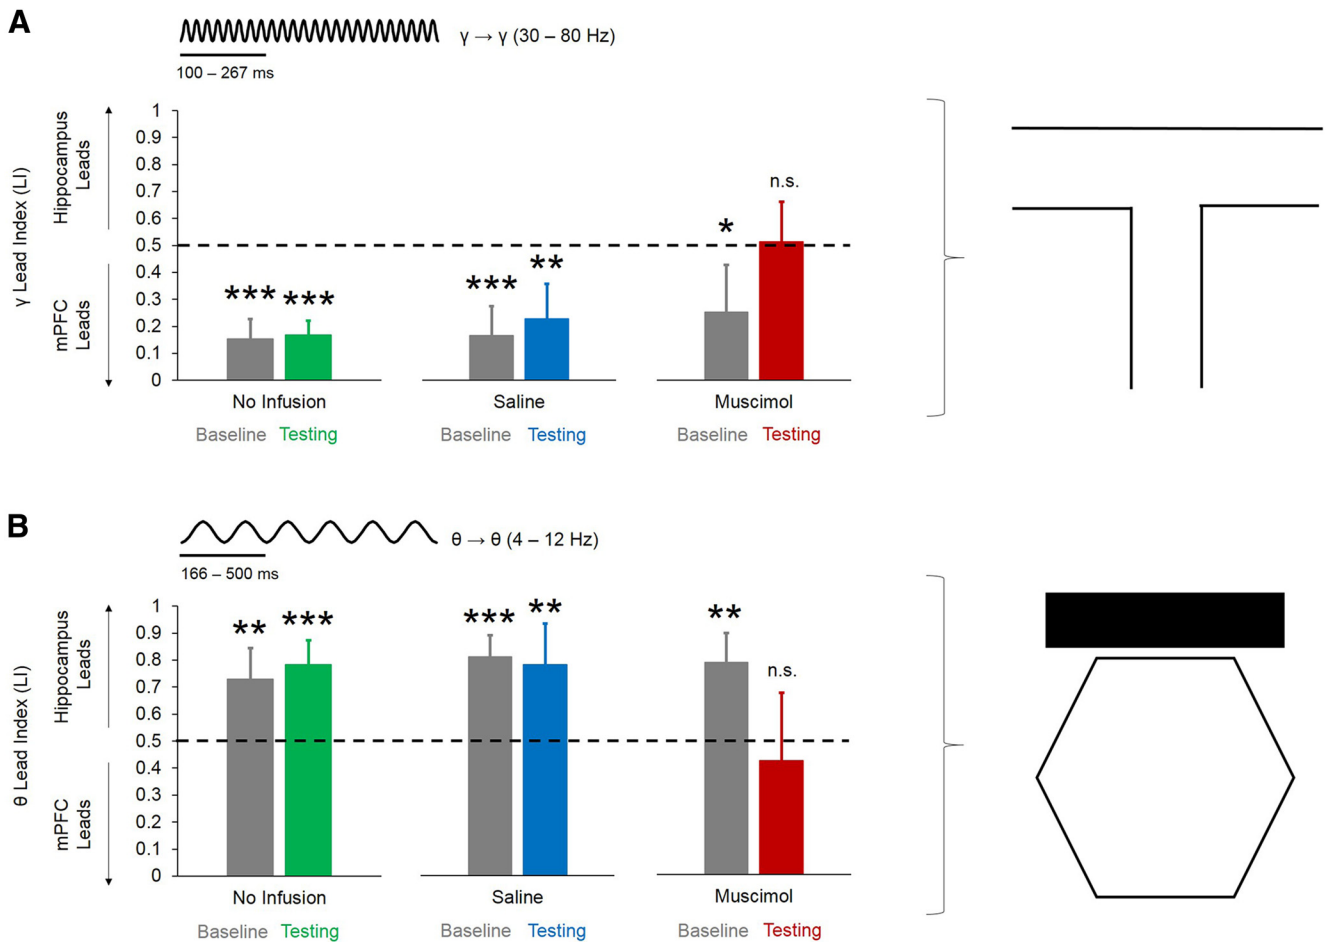 A
γ → γ (30 – 80 Hz)
100 – 267 ms
γ Lead Index (LI)
Hippocampus
Leads
mPFC
Leads
1
0.9
0.8
0.7
0.6
0.5
0.4
0.3
0.2
0.1
0
*** ***
*** **
* n.s.
No Infusion
Saline
Muscimol
Baseline Testing
Baseline Testing
Baseline Testing
B
θ → θ (4 – 12 Hz)
166 – 500 ms
θ Lead Index (LI)
Hippocampus
Leads
mPFC
Leads
1
0.9
0.8
0.7
0.6
0.5
0.4
0.3
0.2
0.1
0
** ***
*** **
** n.s.
No Infusion
Saline
Muscimol
Baseline Testing
Baseline Testing
Baseline Testing